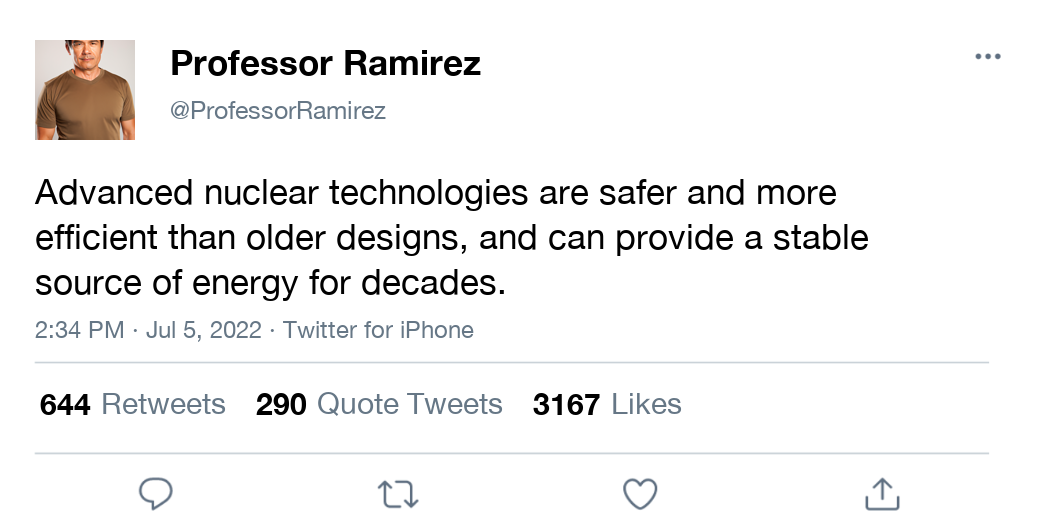 Professor Ramirez
@ProfessorRamirez
Advanced nuclear technologies are safer and more
efficient than older designs, and can provide a stable
source of energy for decades.
2:34 PM · Jul 5, 2022 · Twitter for iPhone
644 Retweets 290 Quote Tweets 3167 Likes